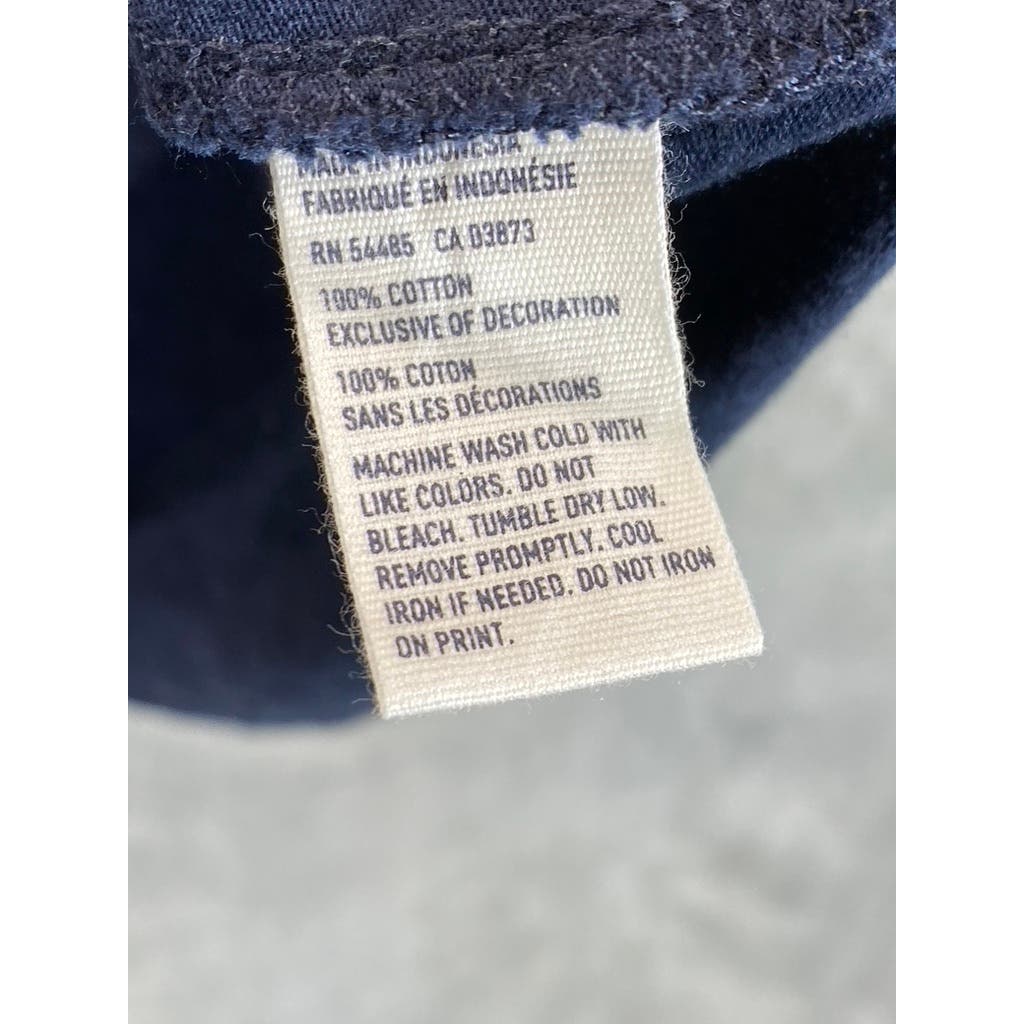 MADE IN INDONESIA
FABRIQUÉ EN INDONÉSIE
RN 54485 CA 03873
100% COTTON
EXCLUSIVE OF DECORATION
100% COTON
SANS LES DÉCORATIONS
MACHINE WASH COLD WITH
LIKE COLORS. DO NOT
BLEACH. TUMBLE DRY LOW.
REMOVE PROMPTLY. COOL
IRON IF NEEDED. DO NOT IRON
ON PRINT.